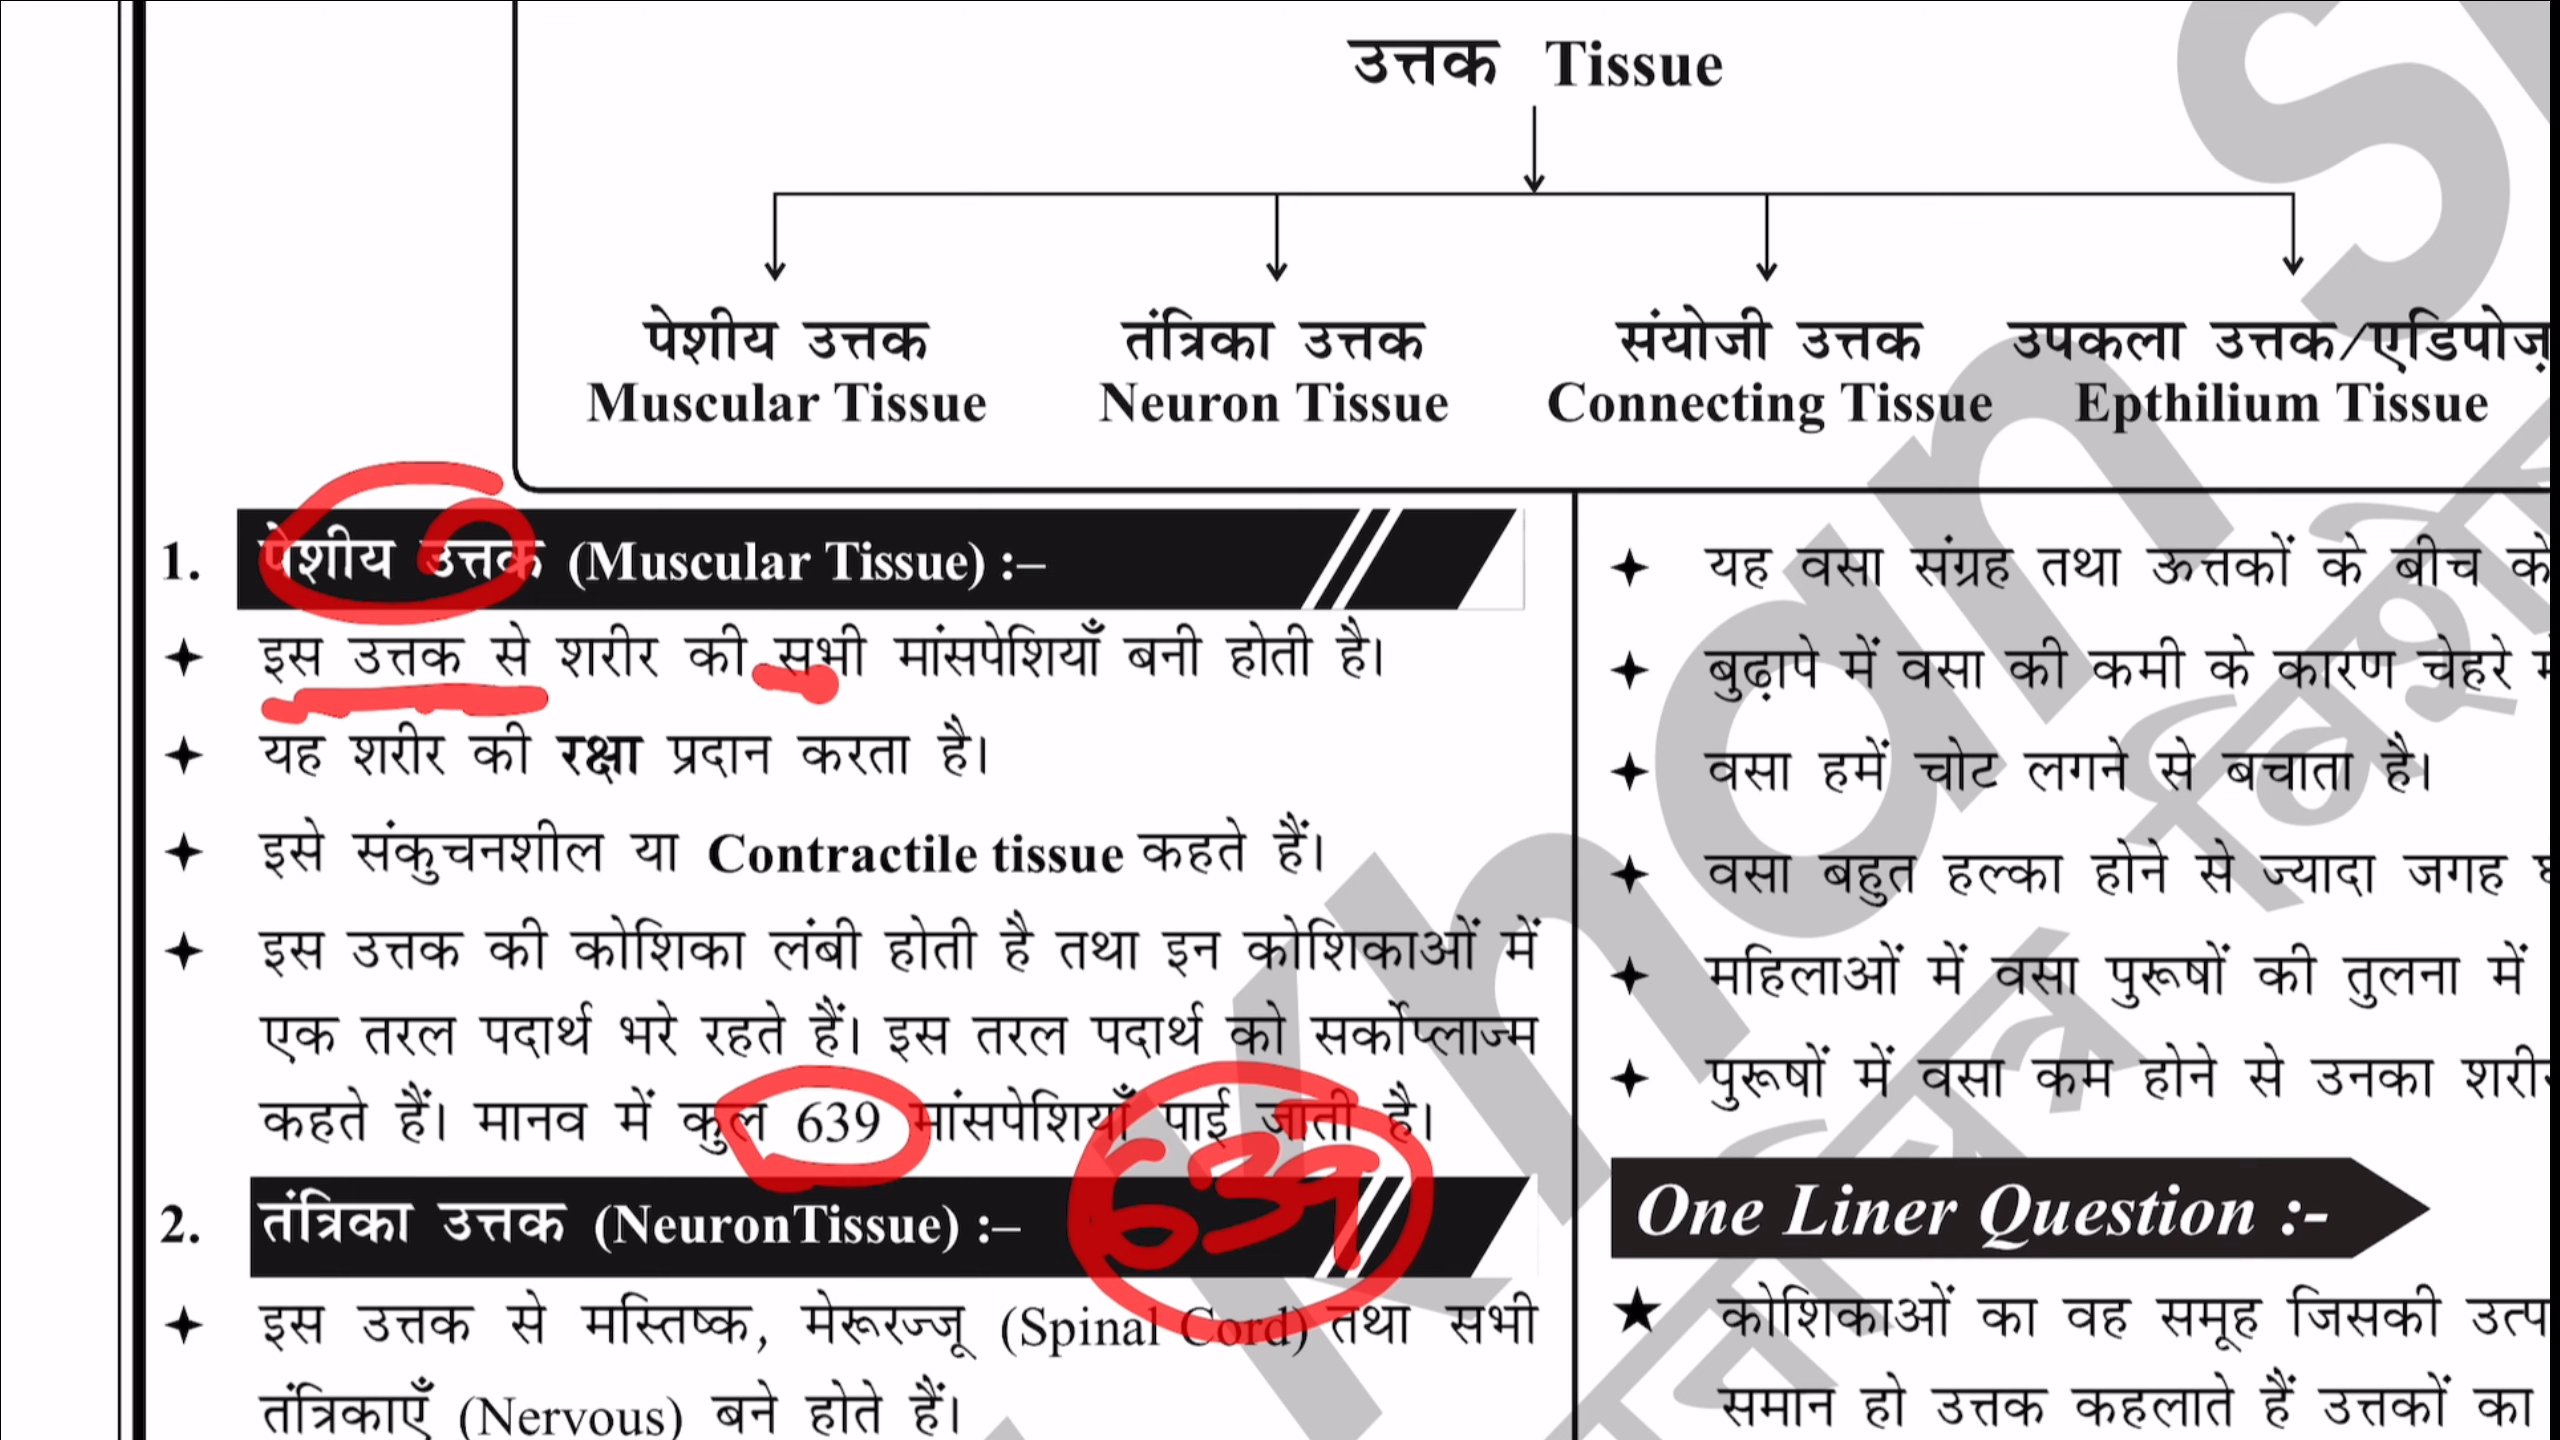 उत्तक Tissue
पेशीय उत्तक तंत्रिका उत्तक संयोजी उत्तक उपकला उत्तक/एडिपोज़
Muscular Tissue Neuron Tissue Connecting Tissue Epthilium Tissue
1. पेशीय उत्तक (Muscular Tissue) :–
इस उत्तक से शरीर की सभी मांसपेशियाँ बनी होती है।
यह शरीर की रक्षा प्रदान करता है।
इसे संकुचनशील या Contractile tissue कहते हैं।
इस उत्तक की कोशिका लंबी होती है तथा इन कोशिकाओं में
एक तरल पदार्थ भरे रहते हैं। इस तरल पदार्थ को सर्कोप्लाज्म
कहते हैं। मानव में कुल 639 मांसपेशियाँ पाई जाती है।
639
2. तंत्रिका उत्तक (NeuronTissue) :–
इस उत्तक से मस्तिष्क, मेरूरज्जू (Spinal Cord) तथा सभी
तंत्रिकाएँ (Nervous) बने होते हैं।
यह वसा संग्रह तथा ऊत्तकों के बीच के
बुढ़ापे में वसा की कमी के कारण चेहरे
वसा हमें चोट लगने से बचाता है।
वसा बहुत हल्का होने से ज्यादा जगह
महिलाओं में वसा पुरूषों की तुलना में
पुरूषों में वसा कम होने से उनका
One Liner Question :-
कोशिकाओं का वह समूह जिसकी
समान हो उत्तक कहलाते हैं उत्तकों का
Khan